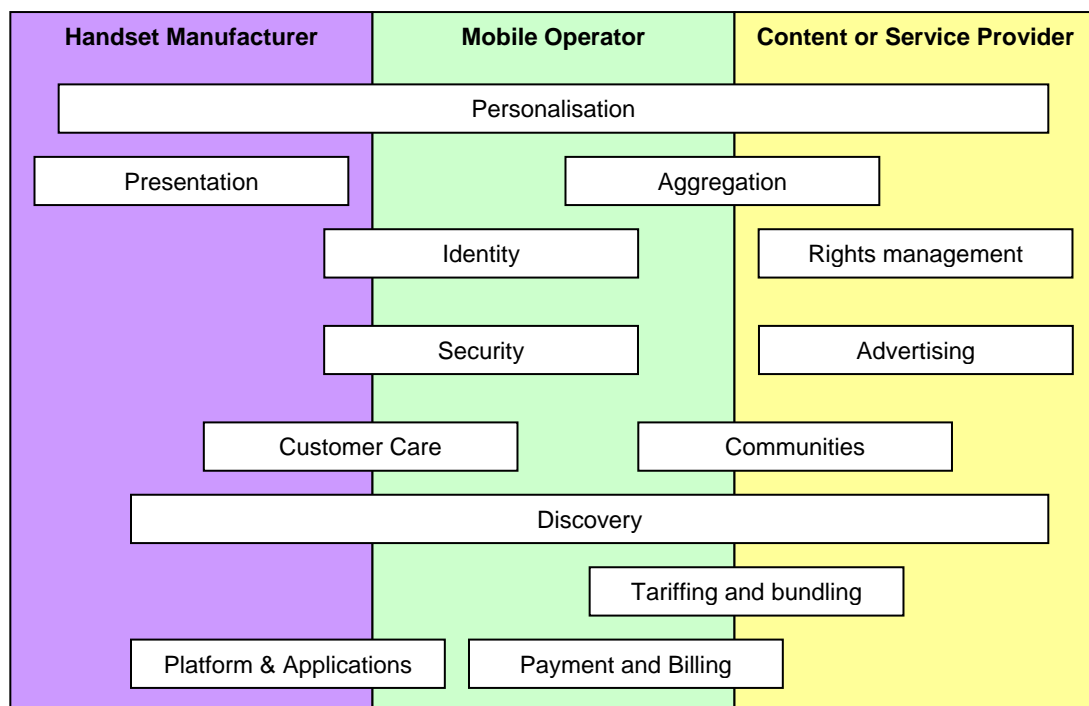 Handset Manufacturer
Mobile Operator
Content or Service Provider
Personalisation
Presentation
Aggregation
Identity
Rights management
Security
Advertising
Customer Care
Communities
Discovery
Tariffing and bundling
Platform & Applications
Payment and Billing